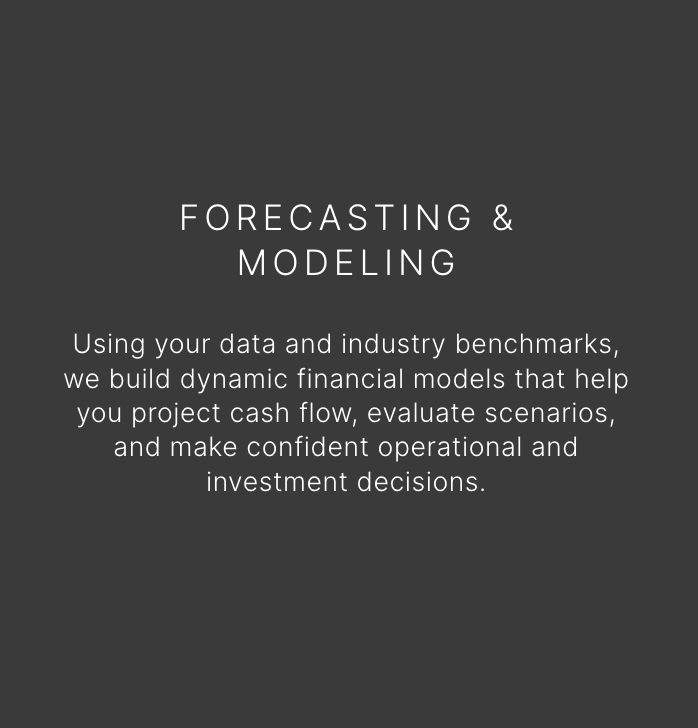 FORECASTING &
MODELING
Using your data and industry benchmarks,
we build dynamic financial models that help
you project cash flow, evaluate scenarios,
and make confident operational and
investment decisions.